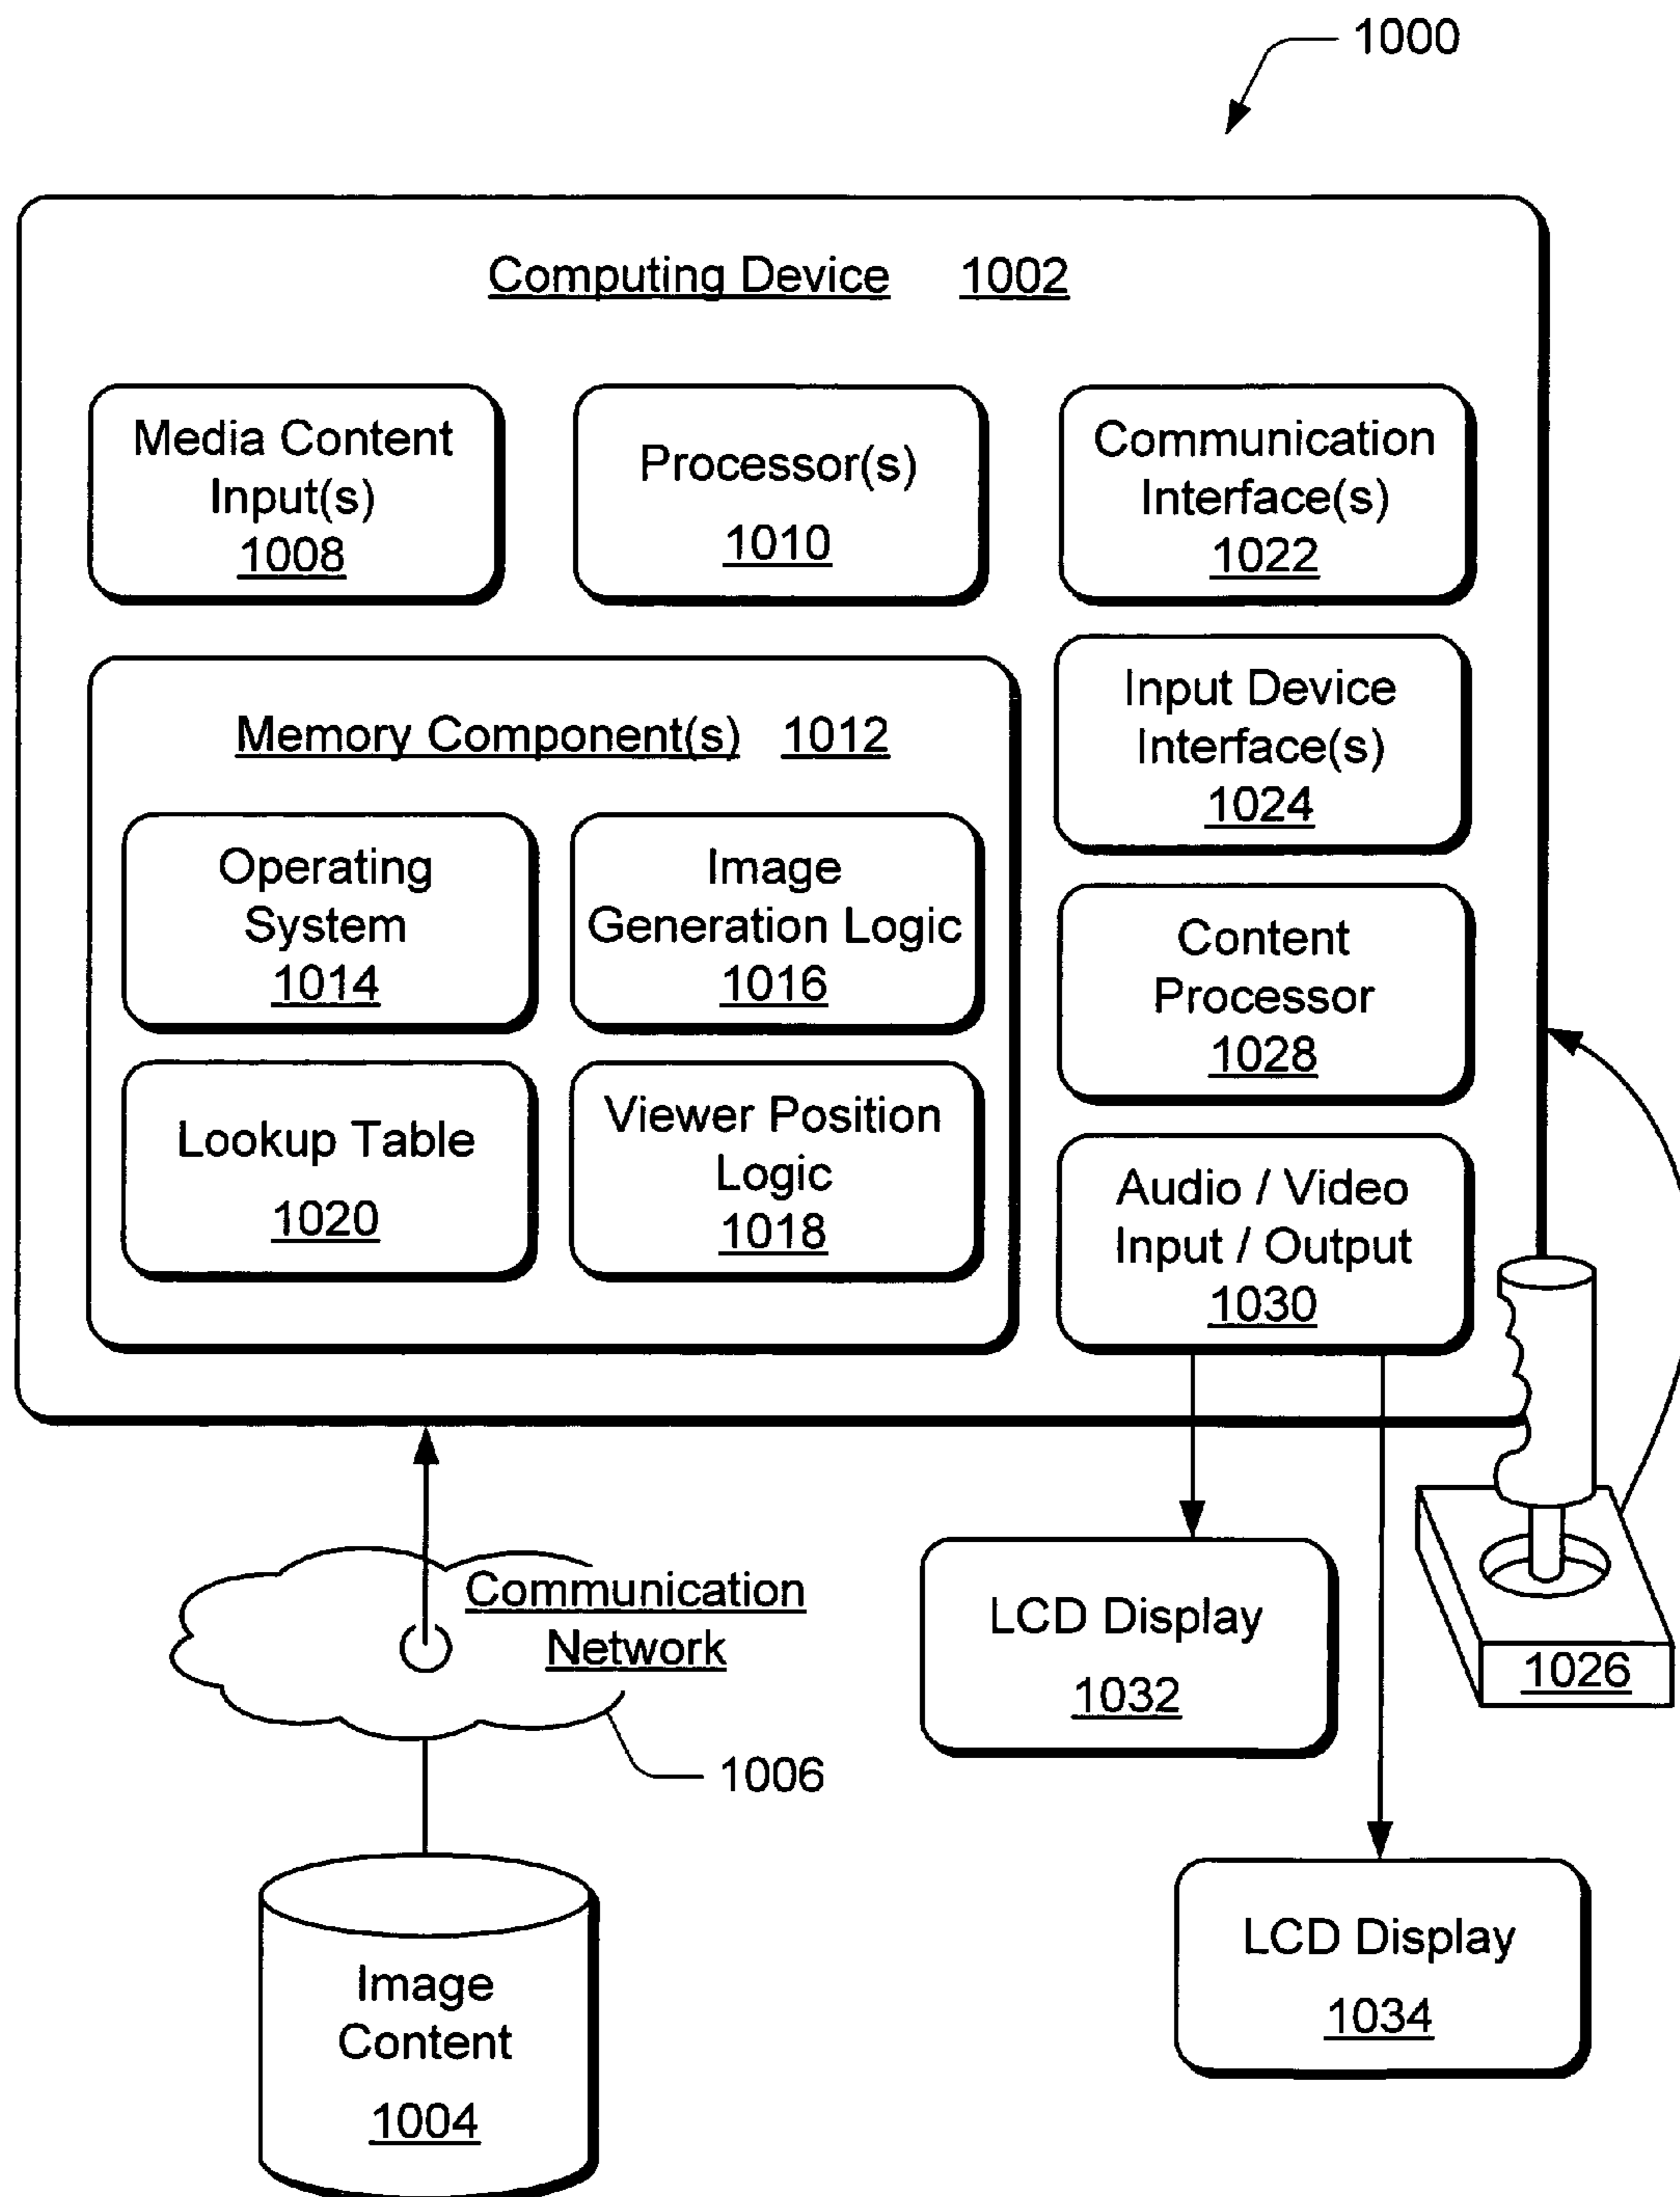 1000
Computing Device 1002
Media Content
Input(s)
1008
Processor(s)
1010
Communication
Interface(s)
1022
Memory Component(s) 1012
Operating
System
1014
Image
Generation Logic
1016
Lookup Table
1020
Viewer Position
Logic
1018
Input Device
Interface(s)
1024
Content
Processor
1028
Audio / Video
Input / Output
1030
Communication
Network
1006
Image
Content
1004
LCD Display
1032
1026
LCD Display
1034